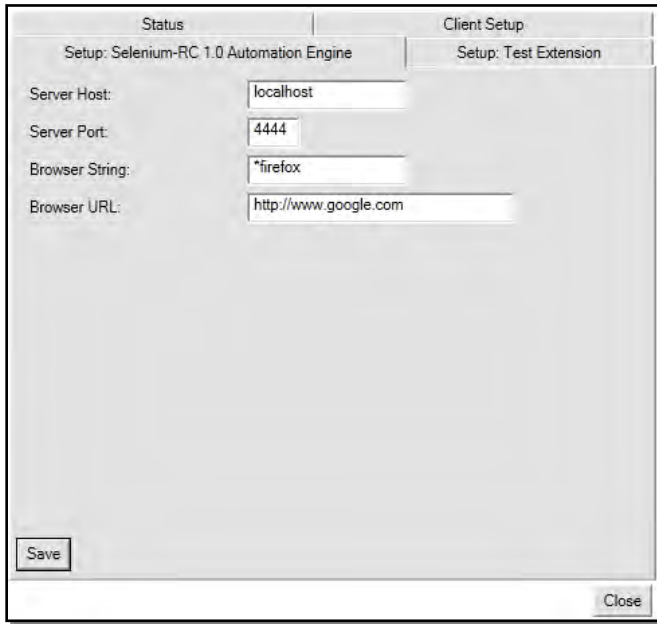 Status Client Setup
Setup: Selenium-RC 1.0 Automation Engine Setup: Test Extension
Server Host: localhost
Server Port: 4444
Browser String: *firefox
Browser URL: http://www.google.com
Save
Close